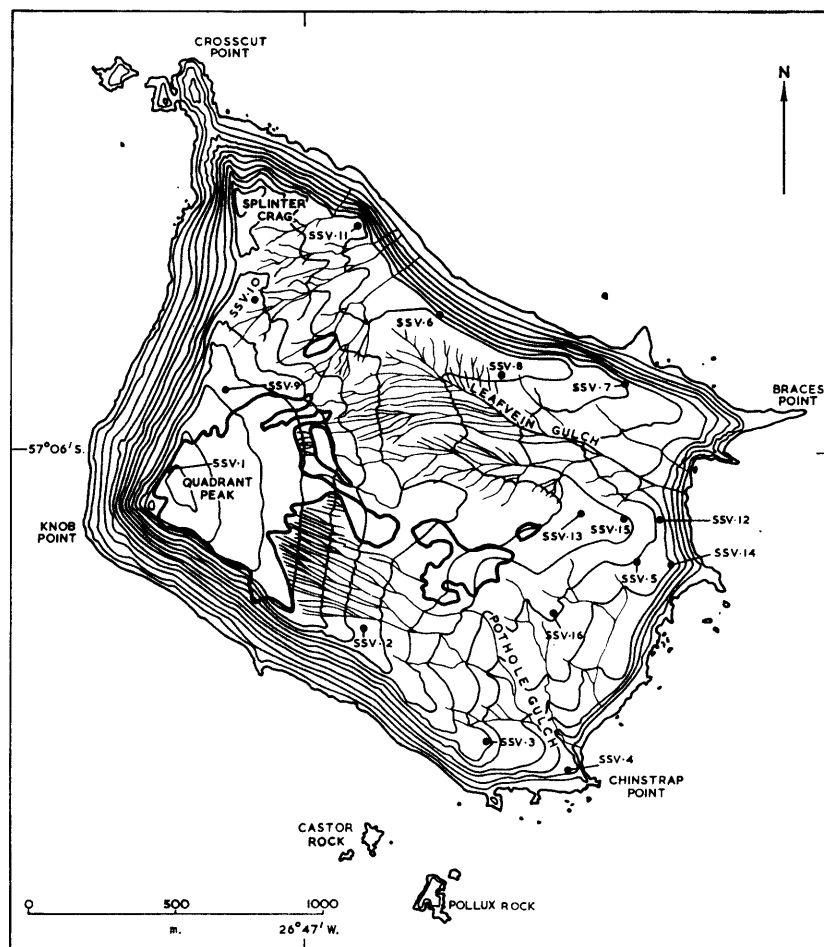 CROSSCUT
POINT
N
SPLINTER
CRAG
SSV·11
SSV·10
SSV·6
SSV·8
SSV·7
SSV·9
LEAFVEIN GULCH
BRACES
POINT
57°06'S.
SSV·1
QUADRANT
PEAK
KNOB
POINT
SSV·13
SSV·15
SSV·12
SSV·14
SSV·5
SSV·16
SSV·2
POTHOLE GULCH
SSV·3
SSV·4
CHINSTRAP
POINT
CASTOR
ROCK
POLLUX ROCK
0 500 1000
m. 26°47'W.